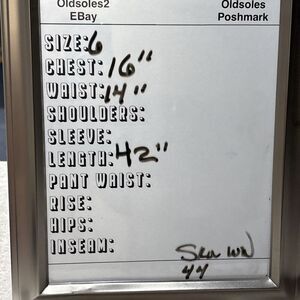 Oldsoles2 Oldsoles
EBay Poshmark
SIZE: 6
CHEST: 16"
WAIST: 14"
SHOULDERS:
SLEEVE:
LENGTH: 42"
PANT WAIST:
RISE:
HIPS:
INSEAM:
44